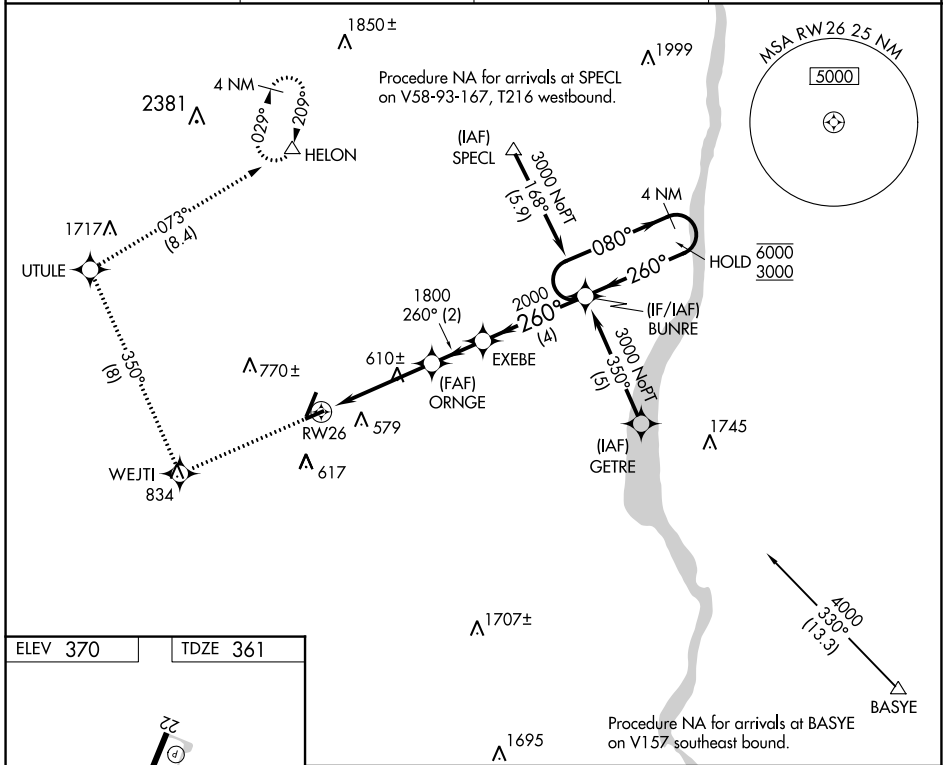 1850 ±
1999
MSA RW26 25 NM
5000
4 NM
Procedure NA for arrivals at SPECL
on V58-93-167, T216 westbound.
2381
029°
209°
HELON
(IAF)
SPECL
3000 NoPT
168°
(5.9)
4 NM
073°
(8.4)
1717
080°
260°
HOLD
6000
3000
UTULE
1800
260° (2)
2000
260°
(4)
(IF/IAF)
BUNRE
350°
(8)
EXEBE
3000 NoPT
350°
(5)
770 ±
610 ±
(FAF)
ORNGE
RW26
579
(IAF)
GETRE
1745
WEJTI
834
617
1707±
4000
330°
(13.3)
ELEV 370
TDZE 361
BASYE
22
P
1695
Procedure NA for arrivals at BASYE
on V157 southeast bound.